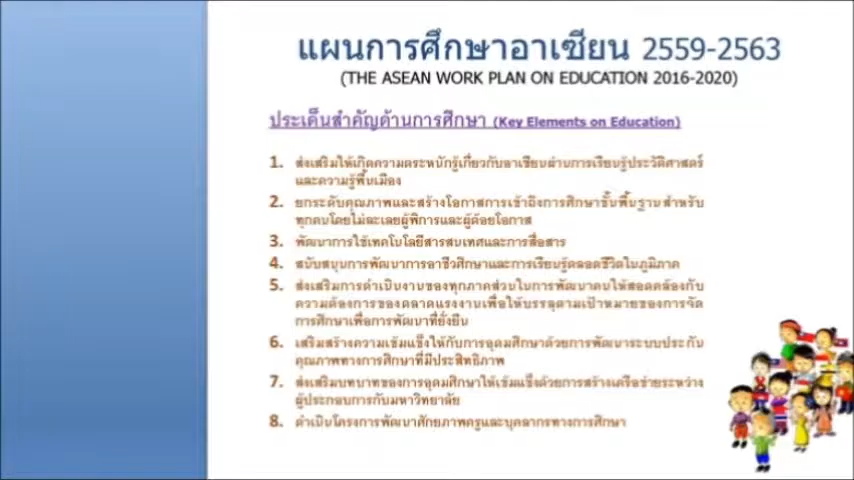 แผนการศึกษาอาเซียน 2559-2563
(THE ASEAN WORK PLAN ON EDUCATION 2016-2020)
ประเด็นสำคัญด้านการศึกษา (Key Elements on Education)
1. ส่งเสริมให้เกิดความตระหนักรู้เกี่ยวกับอาเซียนผ่านการเรียนรู้ประวัติศาสตร์
และความรู้พื้นเมือง
2. ยกระดับคุณภาพและสร้างโอกาสการเข้าถึงการศึกษาขั้นพื้นฐานสำหรับ
ทุกคนโดยไม่ละเลยผู้พิการและผู้ด้อยโอกาส
3. พัฒนาการใช้เทคโนโลยีสารสนเทศและการสื่อสาร
4. สนับสนุนการพัฒนาการอาชีวศึกษาและการเรียนรู้ตลอดชีวิตในภูมิภาค
5. ส่งเสริมการดำเนินงานของทุกภาคส่วนในการพัฒนาคนให้สอดคล้องกับ
ความต้องการของตลาดแรงงานเพื่อให้บรรลุตามเป้าหมายของการจัด
การศึกษาเพื่อการพัฒนาที่ยั่งยืน
6. เสริมสร้างความเข้มแข็งให้กับการอุดมศึกษาด้วยการพัฒนาระบบประกัน
คุณภาพทางการศึกษาที่มีประสิทธิภาพ
7. ส่งเสริมบทบาทของการอุดมศึกษาให้เข้มแข็งด้วยการสร้างเครือข่ายระหว่าง
ผู้ประกอบการกับมหาวิทยาลัย
8. ดำเนินโครงการพัฒนาศักยภาพครูและบุคลากรทางการศึกษา